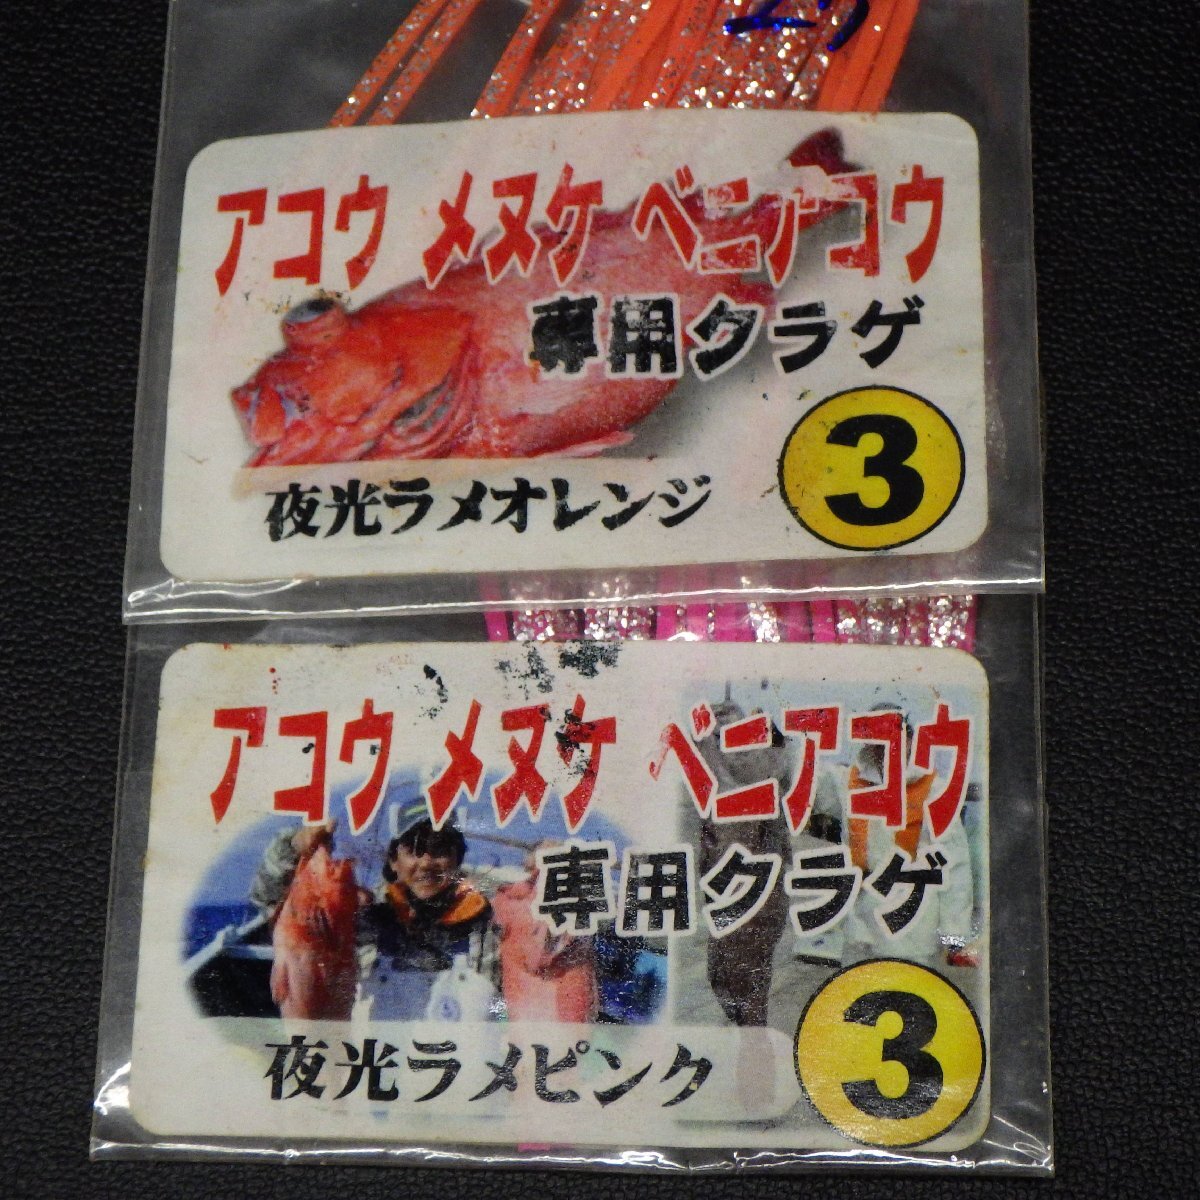 アコウ メヌケ ベニアコウ
専用クラゲ
3
夜光ラメオレンジ
アコウ メヌケ ベニアコウ
専用クラゲ
3
夜光ラメピンク